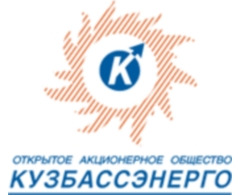 К
ОТКРЫТОЕ АКЦИОНЕРНОЕ ОБЩЕСТВО
КУЗБАССЭНЕРГО